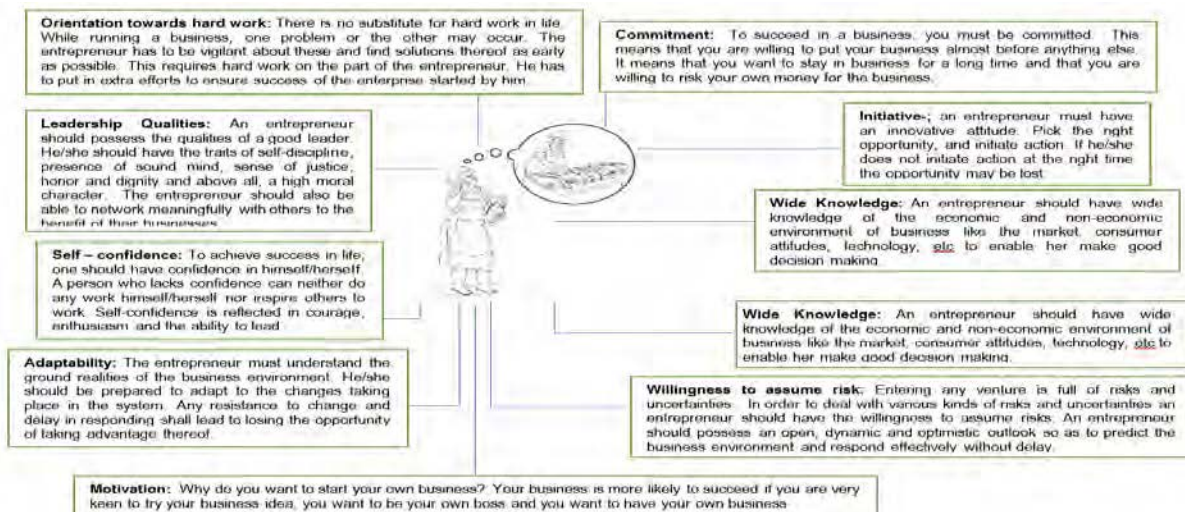 Orientation towards hard work: There is no substitute for hard work in life.
While running a business, one problem or the other may occur. The
entrepreneur has to be vigilant about these and find solutions thereof as early
as possible. This requires hard work on the part of the entrepreneur. He has
to put in extra efforts to ensure success of the enterprise started by him.
Commitment: To succeed in a business, you must be committed. This
means that you are willing to put your business almost before anything else.
It means that you want to stay in business for a long time and that you are
willing to risk your own money for the business.
Leadership Qualities: An entrepreneur
should possess the qualities of a good leader.
He/she should have the traits of self-discipline,
presence of sound mind, sense of justice,
honor and dignity and above all, a high moral
character. The entrepreneur should also be
able to network meaningfully with others to the
benefit of their businesses
Initiative-; an entrepreneur must have
an innovative attitude. Pick the right
opportunity, and initiate action. If he/she
does not initiate action at the right time
the opportunity may be lost
Wide Knowledge: An entrepreneur should have wide
knowledge of the economic and non-economic
environment of business like the market, consumer
attitudes, technology, etc to enable her make good
decision making.
Self – confidence: To achieve success in life,
one should have confidence in himself/herself.
A person who lacks confidence can neither do
any work himself/herself nor inspire others to
work. Self-confidence is reflected in courage,
enthusiasm and the ability to lead
Wide Knowledge: An entrepreneur should have wide
knowledge of the economic and non-economic environment of
business like the market, consumer attitudes, technology, etc to
enable her make good decision making.
Adaptability: The entrepreneur must understand the
ground realities of the business environment. He/she
should be prepared to adapt to the changes taking
place in the system. Any resistance to change and
delay in responding shall lead to losing the opportunity
of taking advantage thereof.
Willingness to assume risk: Entering any venture is full of risks and
uncertainties. In order to deal with various kinds of risks and uncertainties an
entrepreneur should have the willingness to assume risks. An entrepreneur
should possess an open, dynamic and optimistic outlook so as to predict the
business environment and respond effectively without delay.
Motivation: Why do you want to start your own business? Your business is more likely to succeed if you are very
keen to try your business idea, you want to be your own boss and you want to have your own business